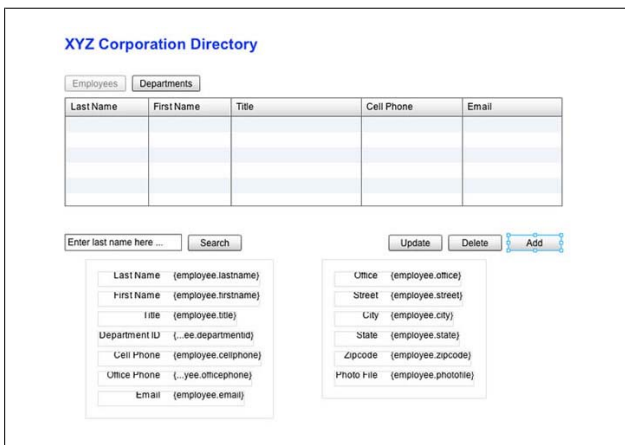 XYZ Corporation Directory
Employees Departments
Last Name First Name Title Cell Phone Email
Enter last name here ... Search Update Delete Add
Last Name {employee.lastname}
First Name {employee.firstname}
Title {employee.title}
Department ID {...ee.departmentid}
Cell Phone {employee.cellphone}
Office Phone {...yee.officephone}
Email {employee.email}
Office {employee.office}
Street {employee.street}
City {employee.city}
State {employee.state}
Zipcode {employee.zipcode}
Photo File {employee.photofile}